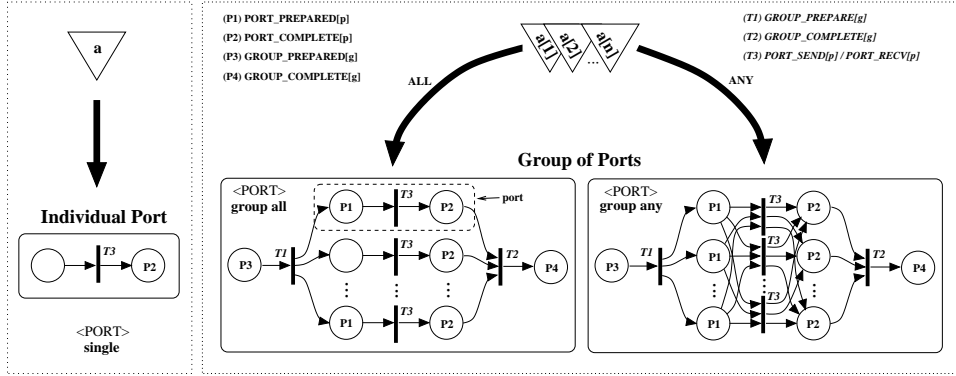 a
Individual Port
T3
P2
<PORT>
single
(P1) PORT_PREPARED[p]
(P2) PORT_COMPLETE[p]
(P3) GROUP_PREPARED[g]
(P4) GROUP_COMPLETE[g]
a[1]
a[2]
...
a[n]
(T1) GROUP_PREPARE[g]
(T2) GROUP_COMPLETE[g]
(T3) PORT_SEND[p] / PORT_RECV[p]
ALL
ANY
Group of Ports
<PORT>
group all
P1
T3
P2
port
P3
T1
T3
P2
T2
P4
...
...
...
P1
T3
P2
<PORT>
group any
P1
T3
P2
P3
T1
P1
T3
P2
T2
P4
...
...
...
P1
T3
P2